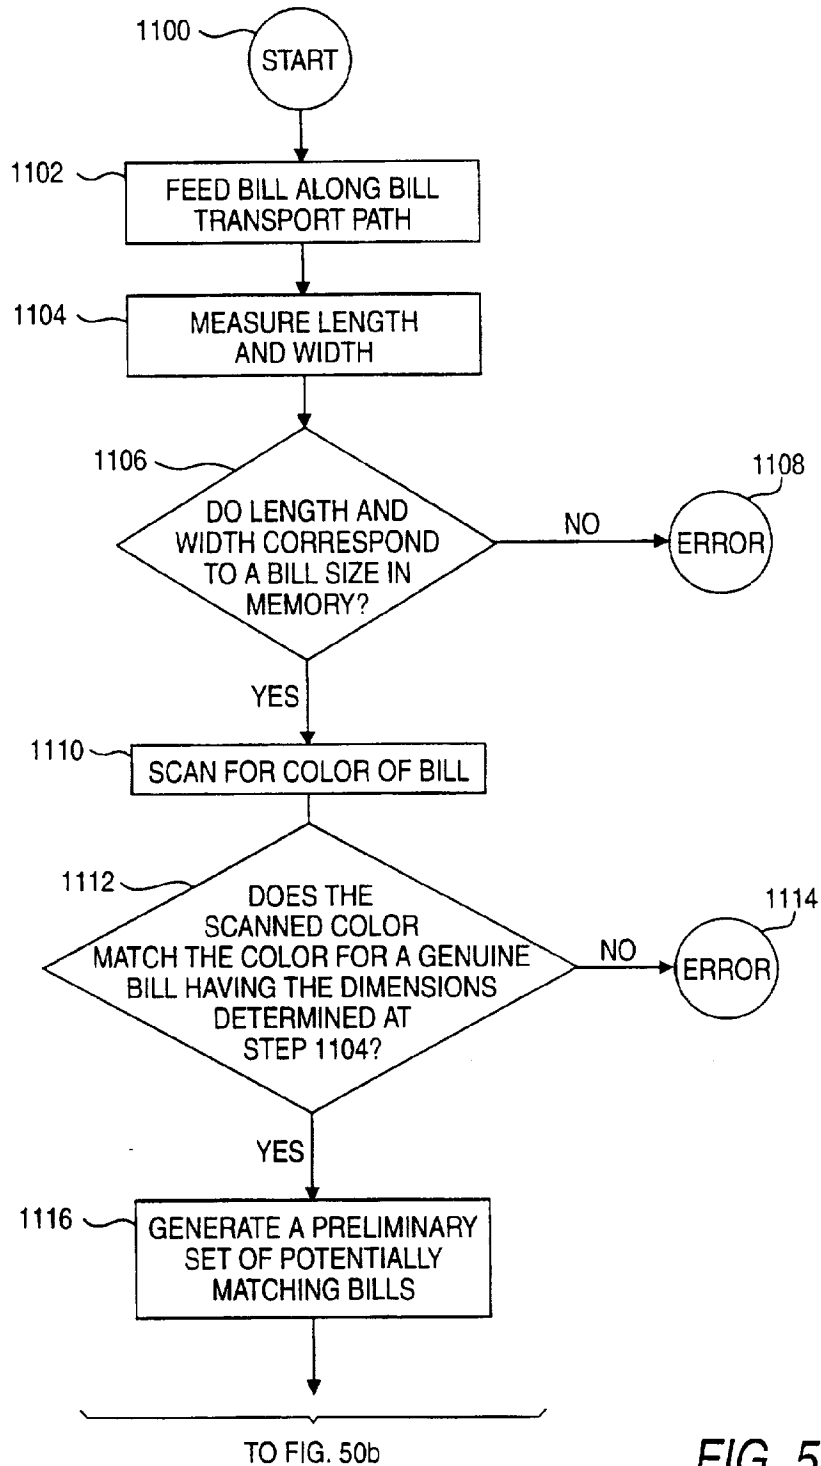 1100
START
1102
FEED BILL ALONG BILL
TRANSPORT PATH
1104
MEASURE LENGTH
AND WIDTH
1106
DO LENGTH AND
WIDTH CORRESPOND
TO A BILL SIZE IN
MEMORY?
NO
1108
ERROR
YES
1110
SCAN FOR COLOR OF BILL
1112
DOES THE
SCANNED COLOR
MATCH THE COLOR FOR A GENUINE
BILL HAVING THE DIMENSIONS
DETERMINED AT
STEP 1104?
NO
1114
ERROR
YES
1116
GENERATE A PRELIMINARY
SET OF POTENTIALLY
MATCHING BILLS
TO FIG. 50b
FIG. 5